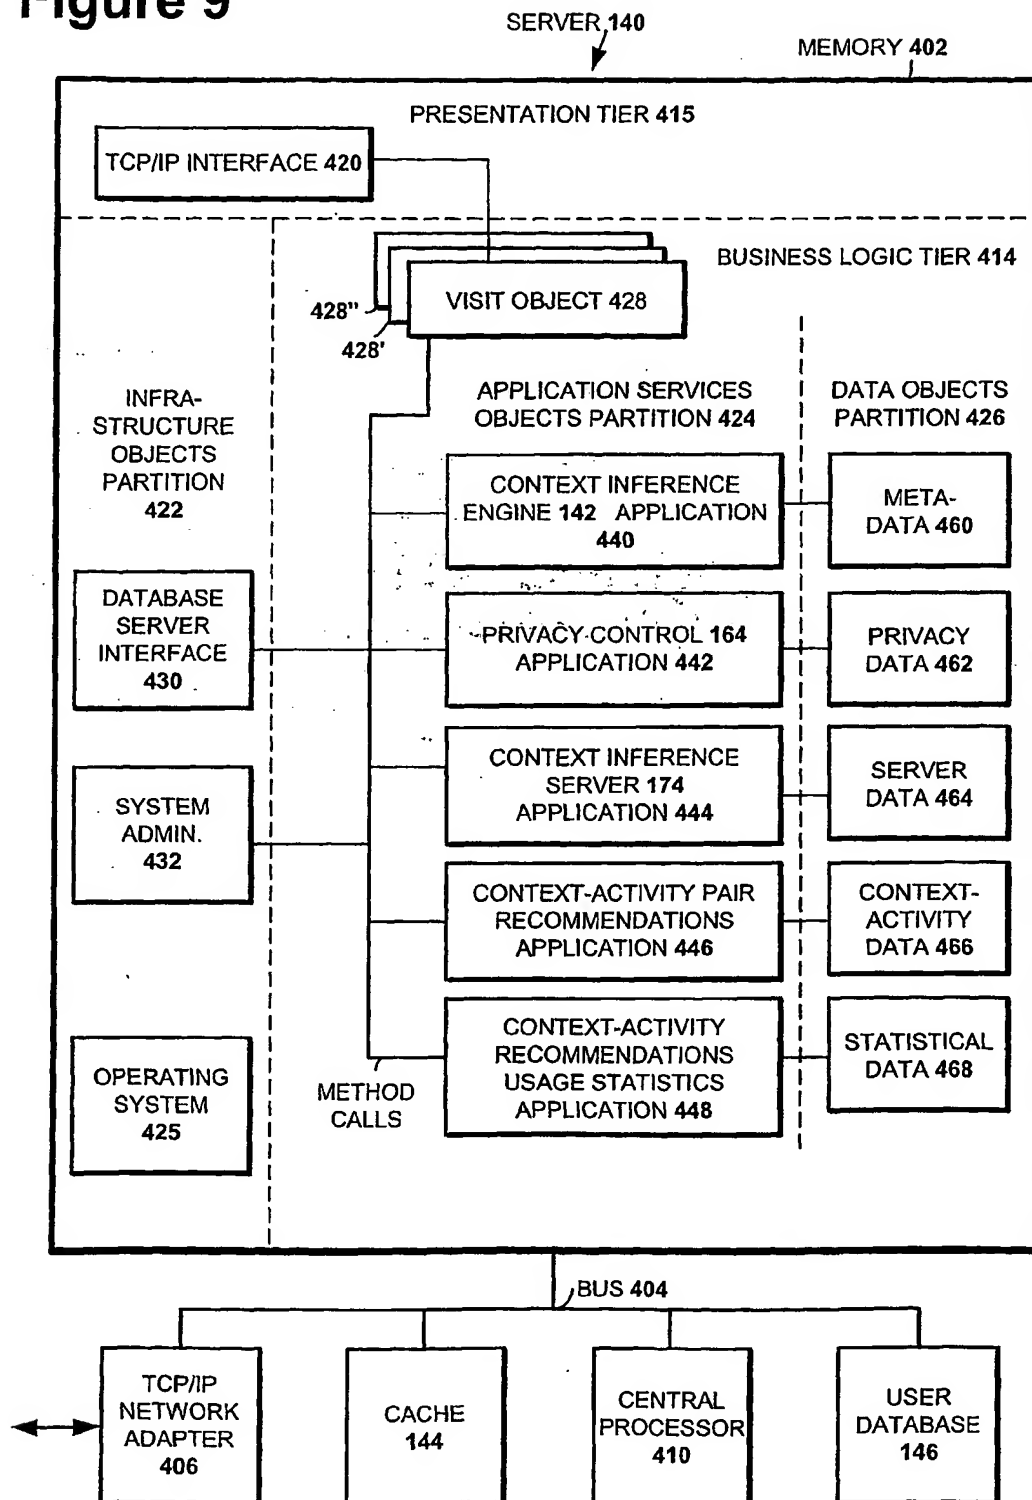 Figure 9
SERVER 140
MEMORY 402
PRESENTATION TIER 415
TCP/IP INTERFACE 420
BUSINESS LOGIC TIER 414
VISIT OBJECT 428
428"
428'
INFRA-
STRUCTURE
OBJECTS
PARTITION
422
APPLICATION SERVICES
OBJECTS PARTITION 424
DATA OBJECTS
PARTITION 426
CONTEXT INFERENCE
ENGINE 142 APPLICATION
440
META-
DATA 460
DATABASE
SERVER
INTERFACE
430
PRIVACY CONTROL 164
APPLICATION 442
PRIVACY
DATA 462
CONTEXT INFERENCE
SERVER 174
APPLICATION 444
SERVER
DATA 464
SYSTEM
ADMIN.
432
CONTEXT-ACTIVITY PAIR
RECOMMENDATIONS
APPLICATION 446
CONTEXT-
ACTIVITY
DATA 466
CONTEXT-ACTIVITY
RECOMMENDATIONS
USAGE STATISTICS
APPLICATION 448
STATISTICAL
DATA 468
OPERATING
SYSTEM
425
METHOD
CALLS
BUS 404
TCP/IP
NETWORK
ADAPTER
406
CACHE
144
CENTRAL
PROCESSOR
410
USER
DATABASE
146